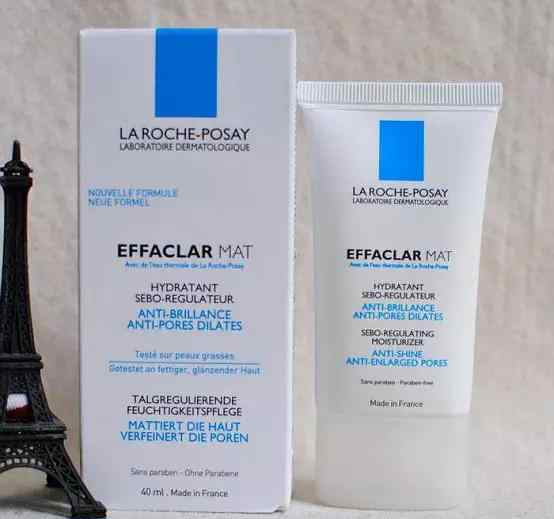 LA ROCHE-POSAY
LABORATOIRE DERMATOLOGIQUE
NOUVELLE FORMULE
NEUE FORMEL
EFFACLAR MAT
Avec de l'eau thermale de La Roche-Posay
HYDRATANT
SEBO-REGULATEUR
ANTI-BRILLANCE
ANTI-PORES DILATES
Testé sur peaux grasses
Getestet an fettiger, glänzender Haut
TALGREGULIERENDE
FEUCHTIGKEITSPFLEGE
MATTIERT DIE HAUT
VERFEINERT DIE POREN
Sans paraben - Ohne Parabene
40 ml . Made in France
LA ROCHE-POSAY
LABORATOIRE DERMATOLOGIQUE
EFFACLAR MAT
Avec de l'eau thermale de La Roche-Posay
HYDRATANT
SEBO-REGULATEUR
ANTI-BRILLANCE
ANTI-PORES DILATES
SEBO-REGULATING
MOISTURIZER
ANTI-SHINE
ANTI-ENLARGED PORES
Sans paraben - Paraben-free
Made in France